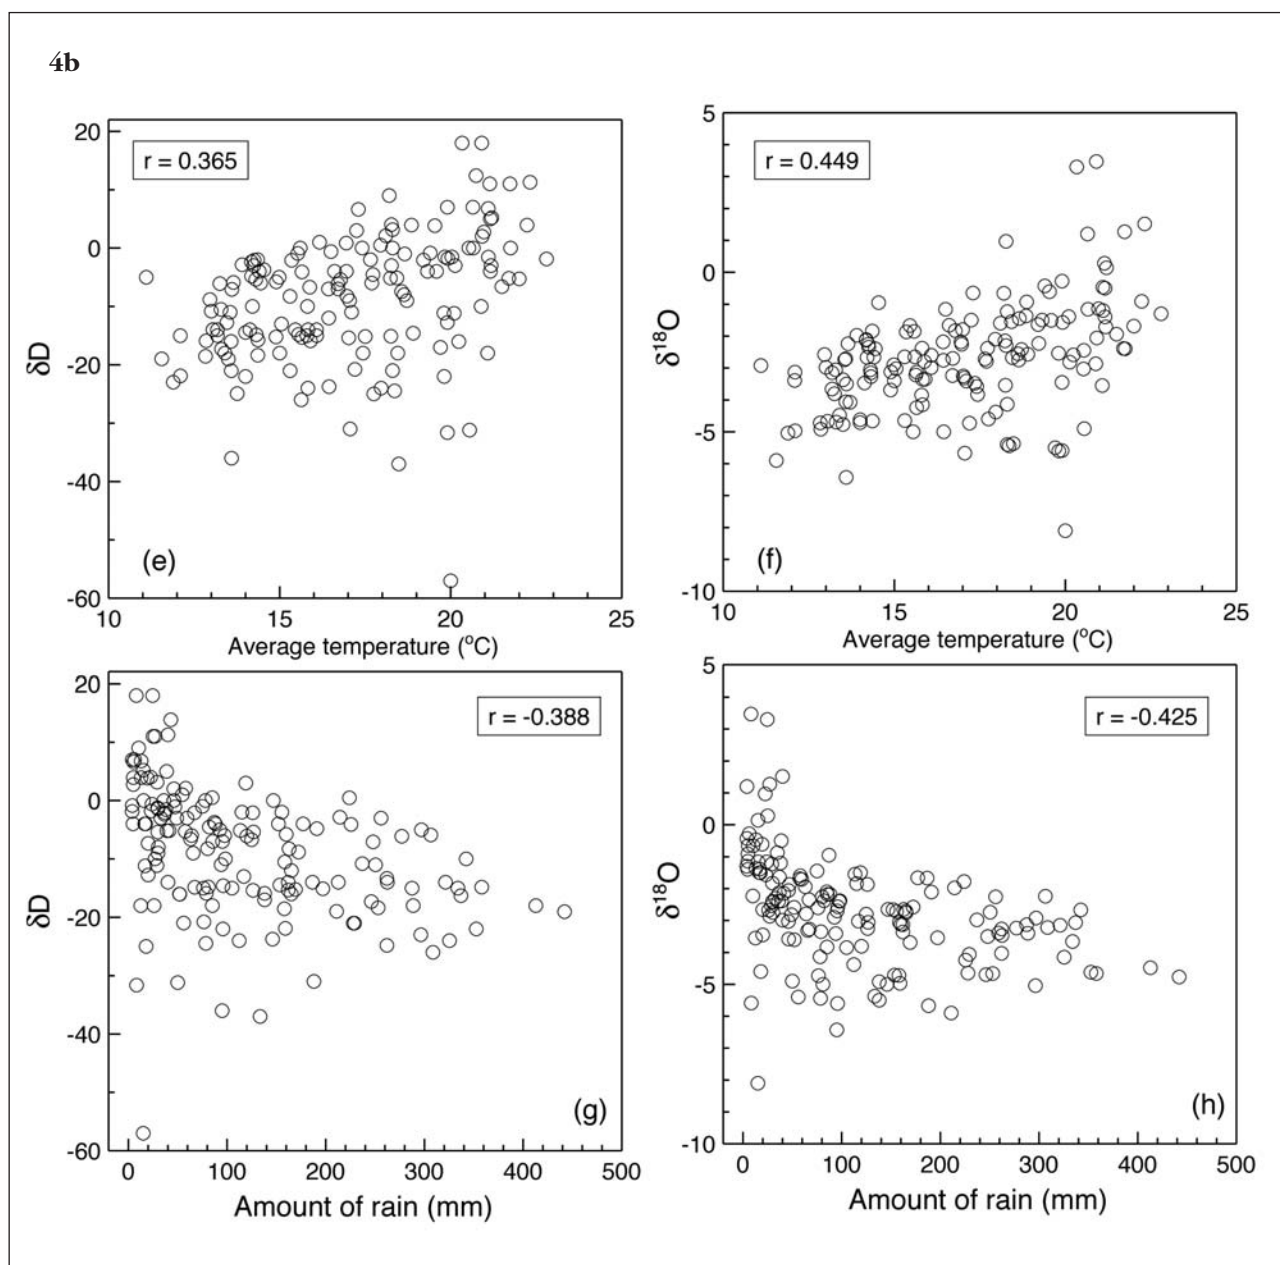 4b
20
0
-20
-40
-60
δD
r = 0.365
(e)
10
15
20
25
Average temperature (°C)
5
0
-5
-10
δ¹⁸O
r = 0.449
(f)
10
15
20
25
Average temperature (°C)
20
0
-20
-40
-60
δD
r = -0.388
(g)
0
100
200
300
400
500
Amount of rain (mm)
5
0
-5
-10
δ¹⁸O
r = -0.425
(h)
0
100
200
300
400
500
Amount of rain (mm)